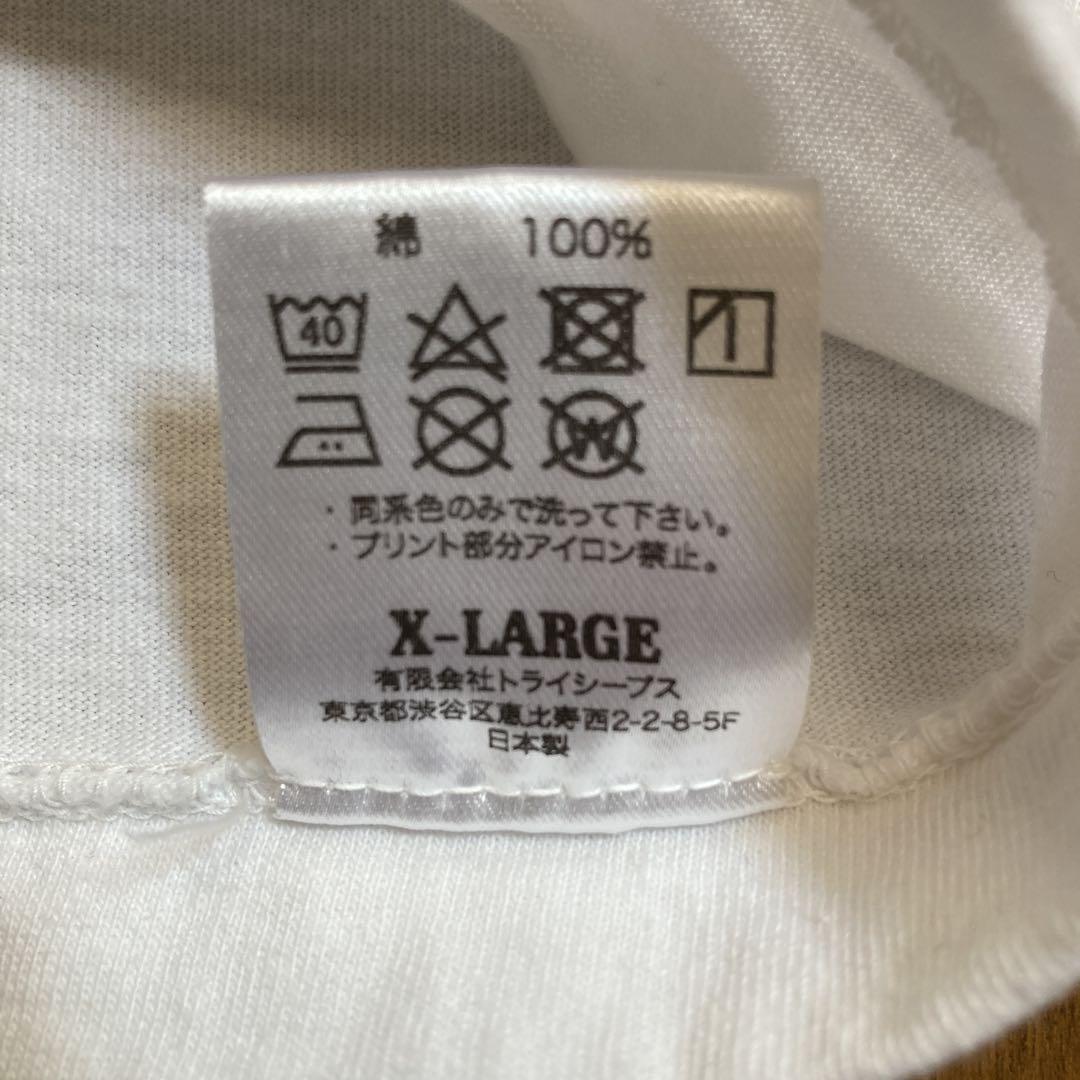 綿 100%
40
W
・同系色のみで洗って下さい。
・プリント部分アイロン禁止。
X-LARGE
有限会社トライシープス
東京都渋谷区恵比寿西2-2-8-5F
日本製